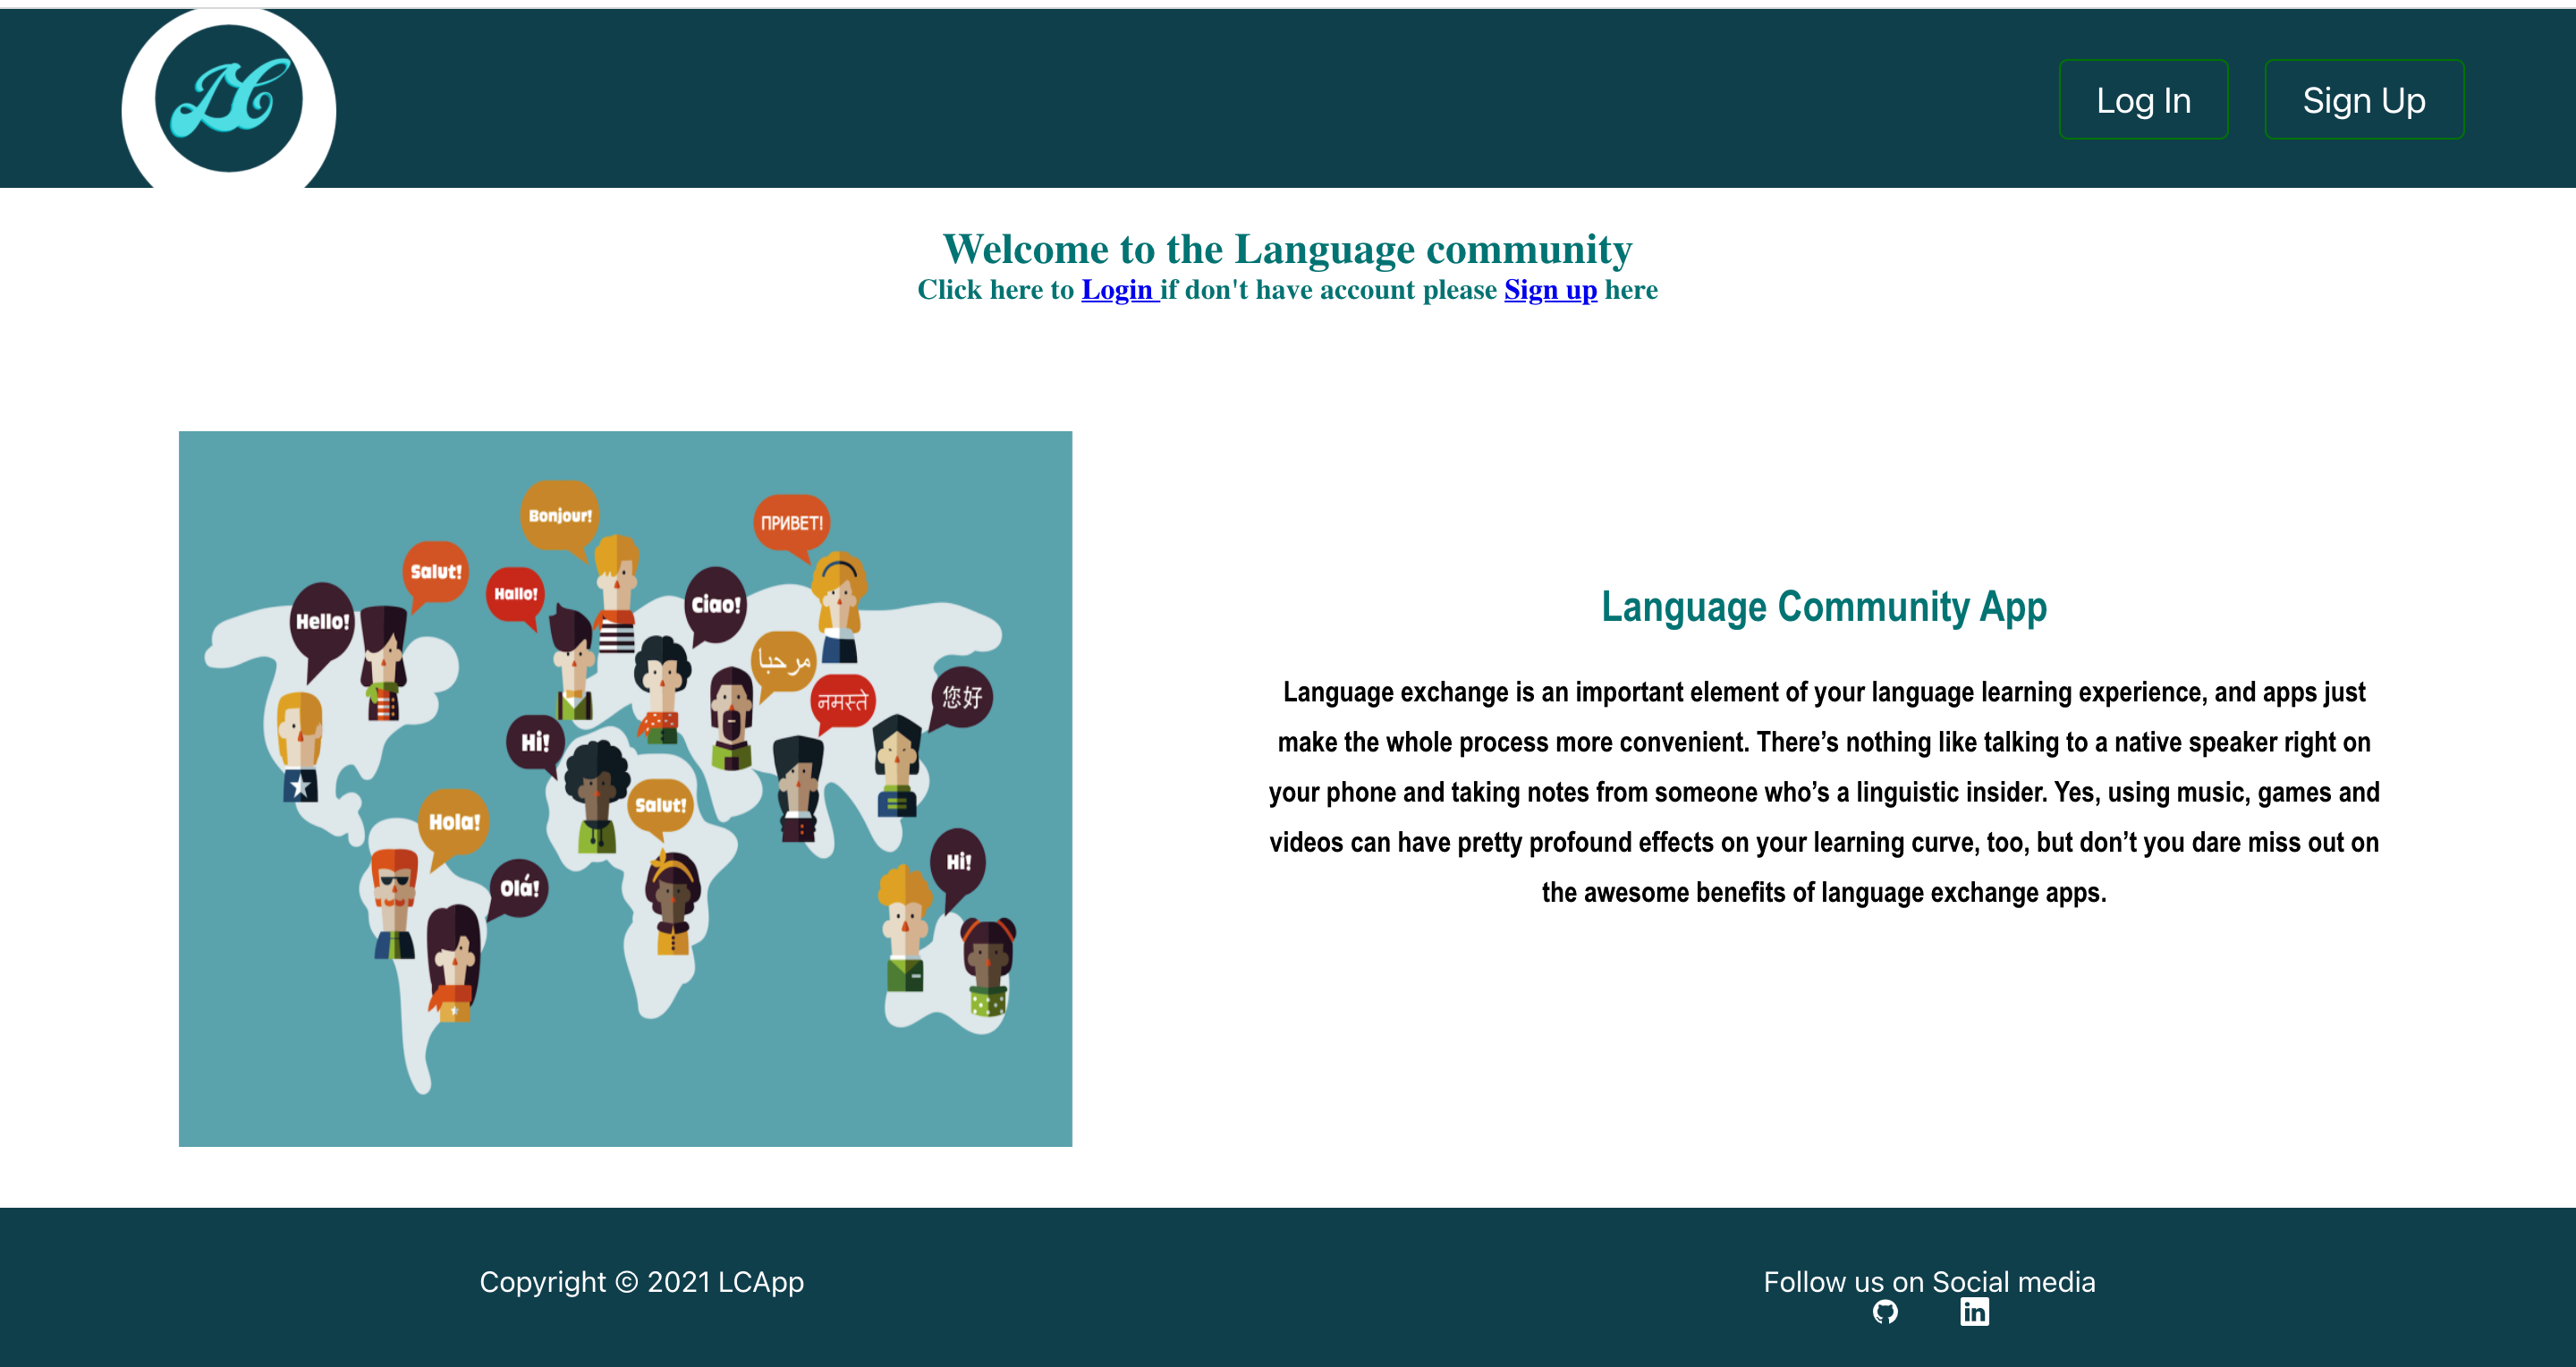 LC
Log In
Sign Up
Welcome to the Language community
Click here to Login if don't have account please Sign up here
Bonjour!
ПРИВЕТ!
Salut!
Hallo!
Ciao!
Hello!
مرحبا
नमस्ते
您好
Hi!
Salut!
Hola!
Hi!
Olá!
Language Community App
Language exchange is an important element of your language learning experience, and apps just
make the whole process more convenient. There’s nothing like talking to a native speaker right on
your phone and taking notes from someone who’s a linguistic insider. Yes, using music, games and
videos can have pretty profound effects on your learning curve, too, but don’t you dare miss out on
the awesome benefits of language exchange apps.
Copyright © 2021 LCApp
Follow us on Social media
in